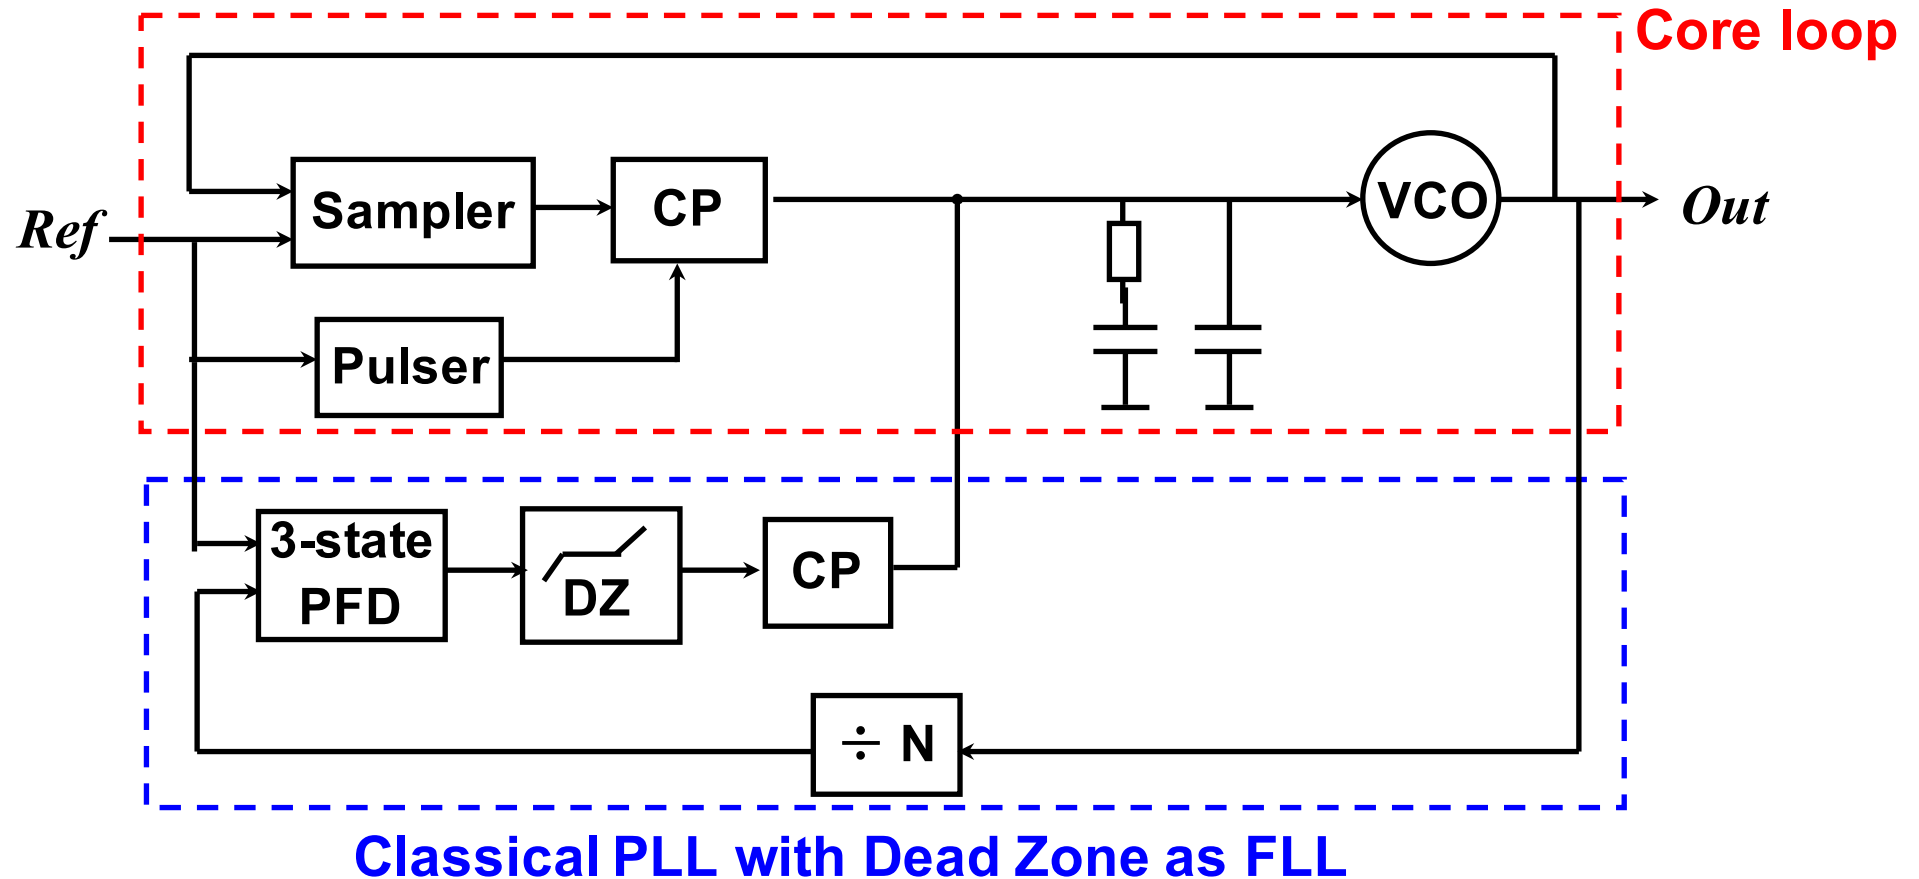 Core loop
Sampler
CP
VCO
Ref
Out
Pulser
3-state
PFD
DZ
CP
÷ N
Classical PLL with Dead Zone as FLL